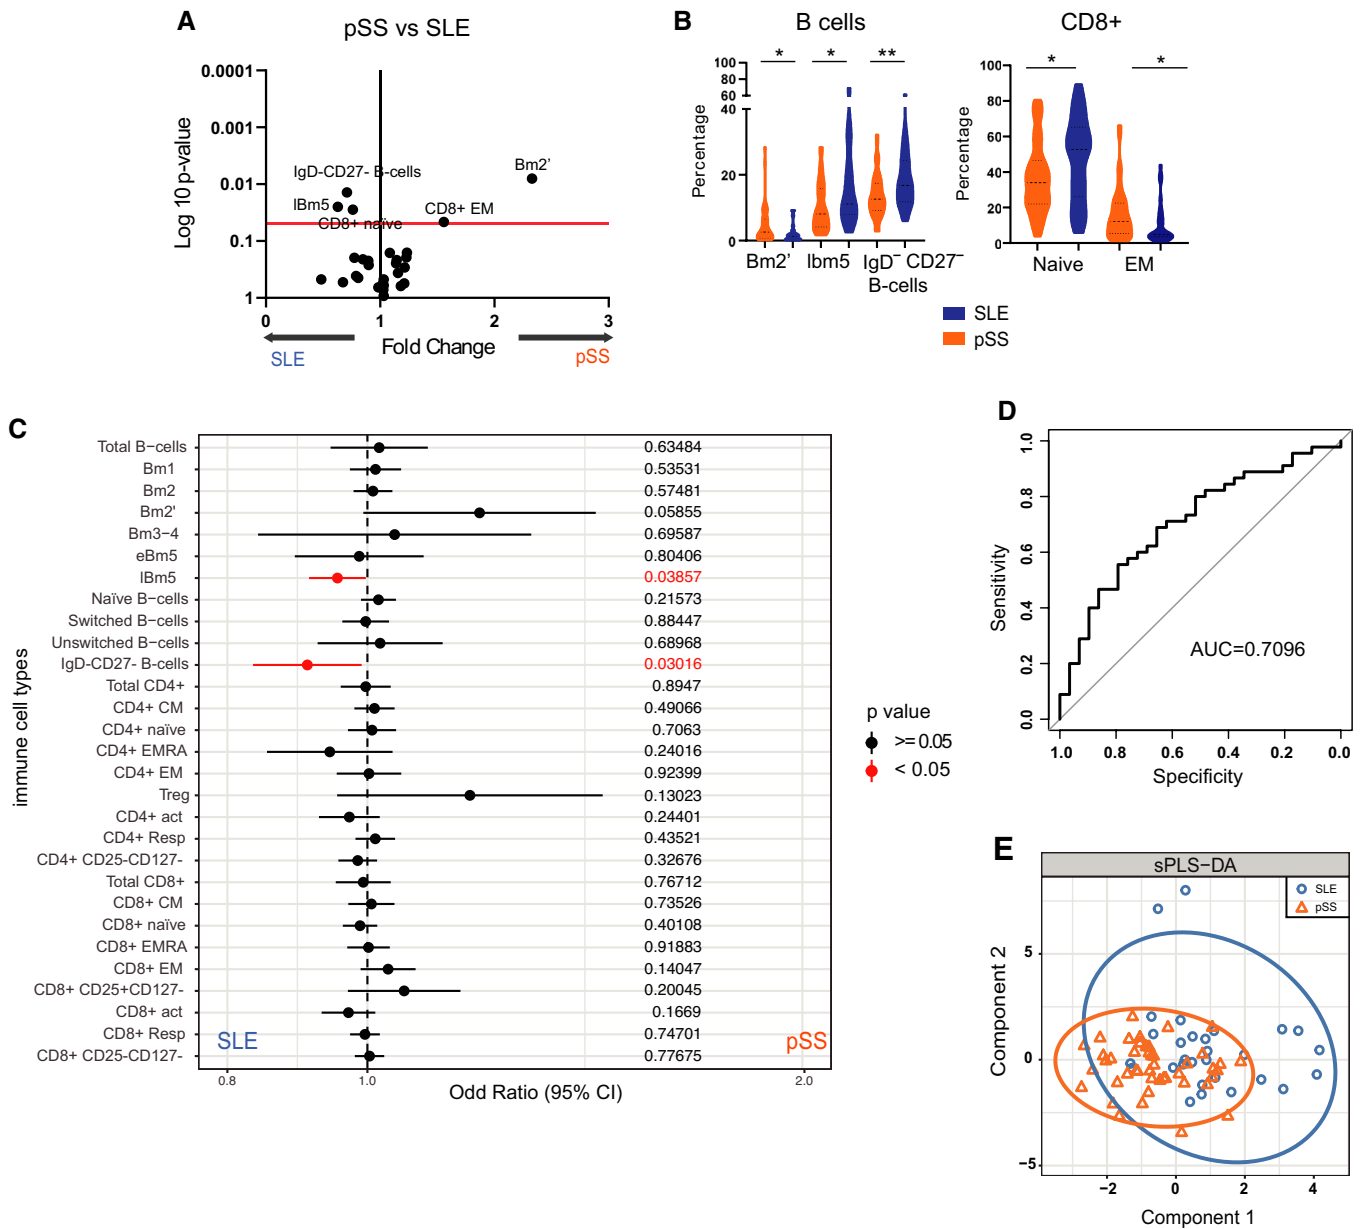 A
pSS vs SLE
Log 10 p-value
0.0001
0.001
0.01
0.1
1
IgD-CD27- B-cells
Bm2'
lBm5
CD8+ EM
CD8+ naïve
0
1
2
3
Fold Change
SLE
pSS
B
B cells
CD8+
Percentage
100
80
60
40
20
0
*
*
**
Bm2'
lbm5
IgD⁻ CD27⁻
B-cells
Percentage
100
80
60
40
20
0
*
*
Naive
EM
SLE
pSS
C
immune cell types
Total B−cells 0.63484
Bm1 0.53531
Bm2 0.57481
Bm2' 0.05855
Bm3−4 0.69587
eBm5 0.80406
lBm5 0.03857
Naïve B−cells 0.21573
Switched B−cells 0.88447
Unswitched B−cells 0.68968
IgD-CD27- B-cells 0.03016
Total CD4+ 0.8947
CD4+ CM 0.49066
CD4+ naïve 0.7063
CD4+ EMRA 0.24016
CD4+ EM 0.92399
Treg 0.13023
CD4+ act 0.24401
CD4+ Resp 0.43521
CD4+ CD25-CD127- 0.32676
Total CD8+ 0.76712
CD8+ CM 0.73526
CD8+ naïve 0.40108
CD8+ EMRA 0.91883
CD8+ EM 0.14047
CD8+ CD25+CD127- 0.20045
CD8+ act 0.1669
CD8+ Resp 0.74701
CD8+ CD25-CD127- 0.77675
SLE
pSS
0.8
1.0
2.0
Odd Ratio (95% CI)
p value
>= 0.05
< 0.05
D
Sensitivity
1.0
0.8
0.6
0.4
0.2
0.0
AUC=0.7096
1.0
0.8
0.6
0.4
0.2
0.0
Specificity
E
sPLS−DA
SLE
pSS
Component 2
5
0
−5
−2
0
2
4
Component 1